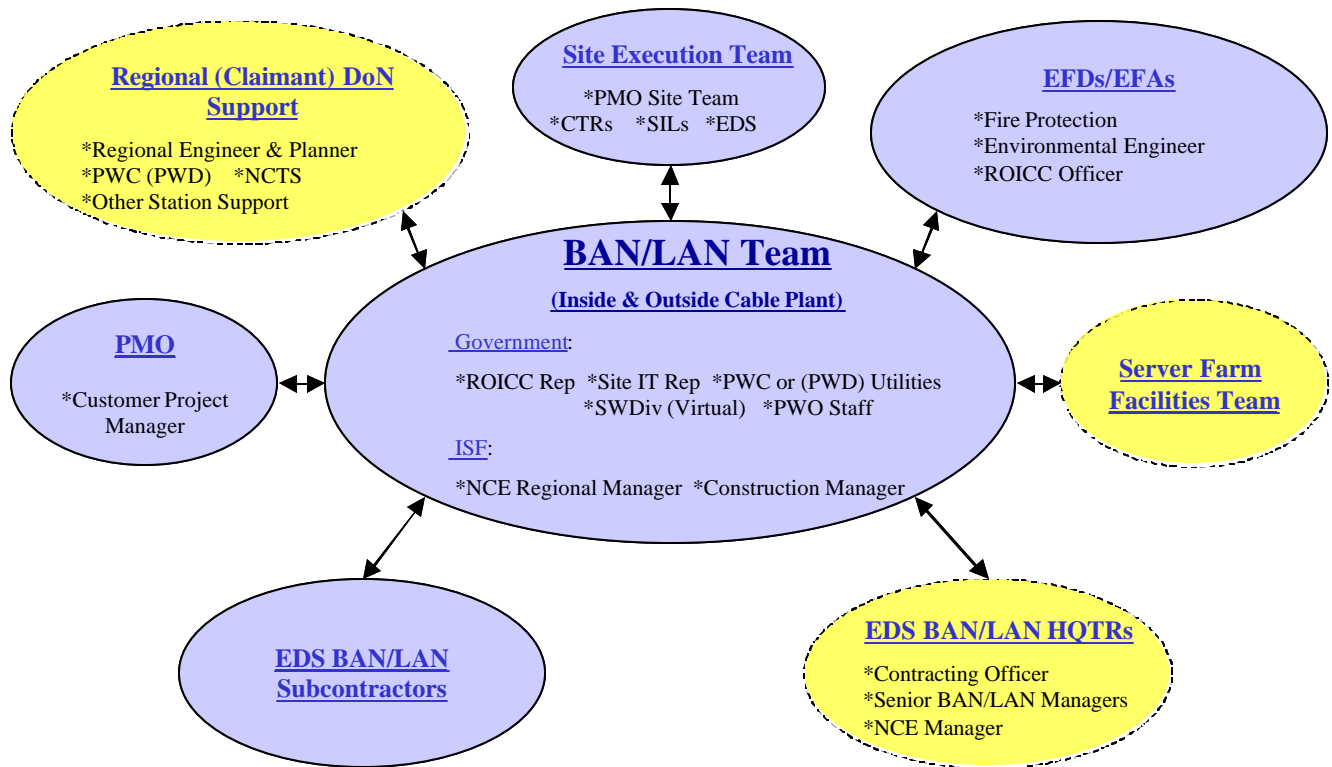 Regional (Claimant) DoN
Support
*Regional Engineer & Planner
*PWC (PWD) *NCTS
*Other Station Support
Site Execution Team
*PMO Site Team
*CTRs *SILs *EDS
EFDs/EFAs
*Fire Protection
*Environmental Engineer
*ROICC Officer
BAN/LAN Team
(Inside & Outside Cable Plant)
Government:
*ROICC Rep *Site IT Rep *PWC or (PWD) Utilities
*SWDiv (Virtual) *PWO Staff
ISF:
*NCE Regional Manager *Construction Manager
PMO
*Customer Project
Manager
Server Farm
Facilities Team
EDS BAN/LAN
Subcontractors
EDS BAN/LAN HQTRs
*Contracting Officer
*Senior BAN/LAN Managers
*NCE Manager